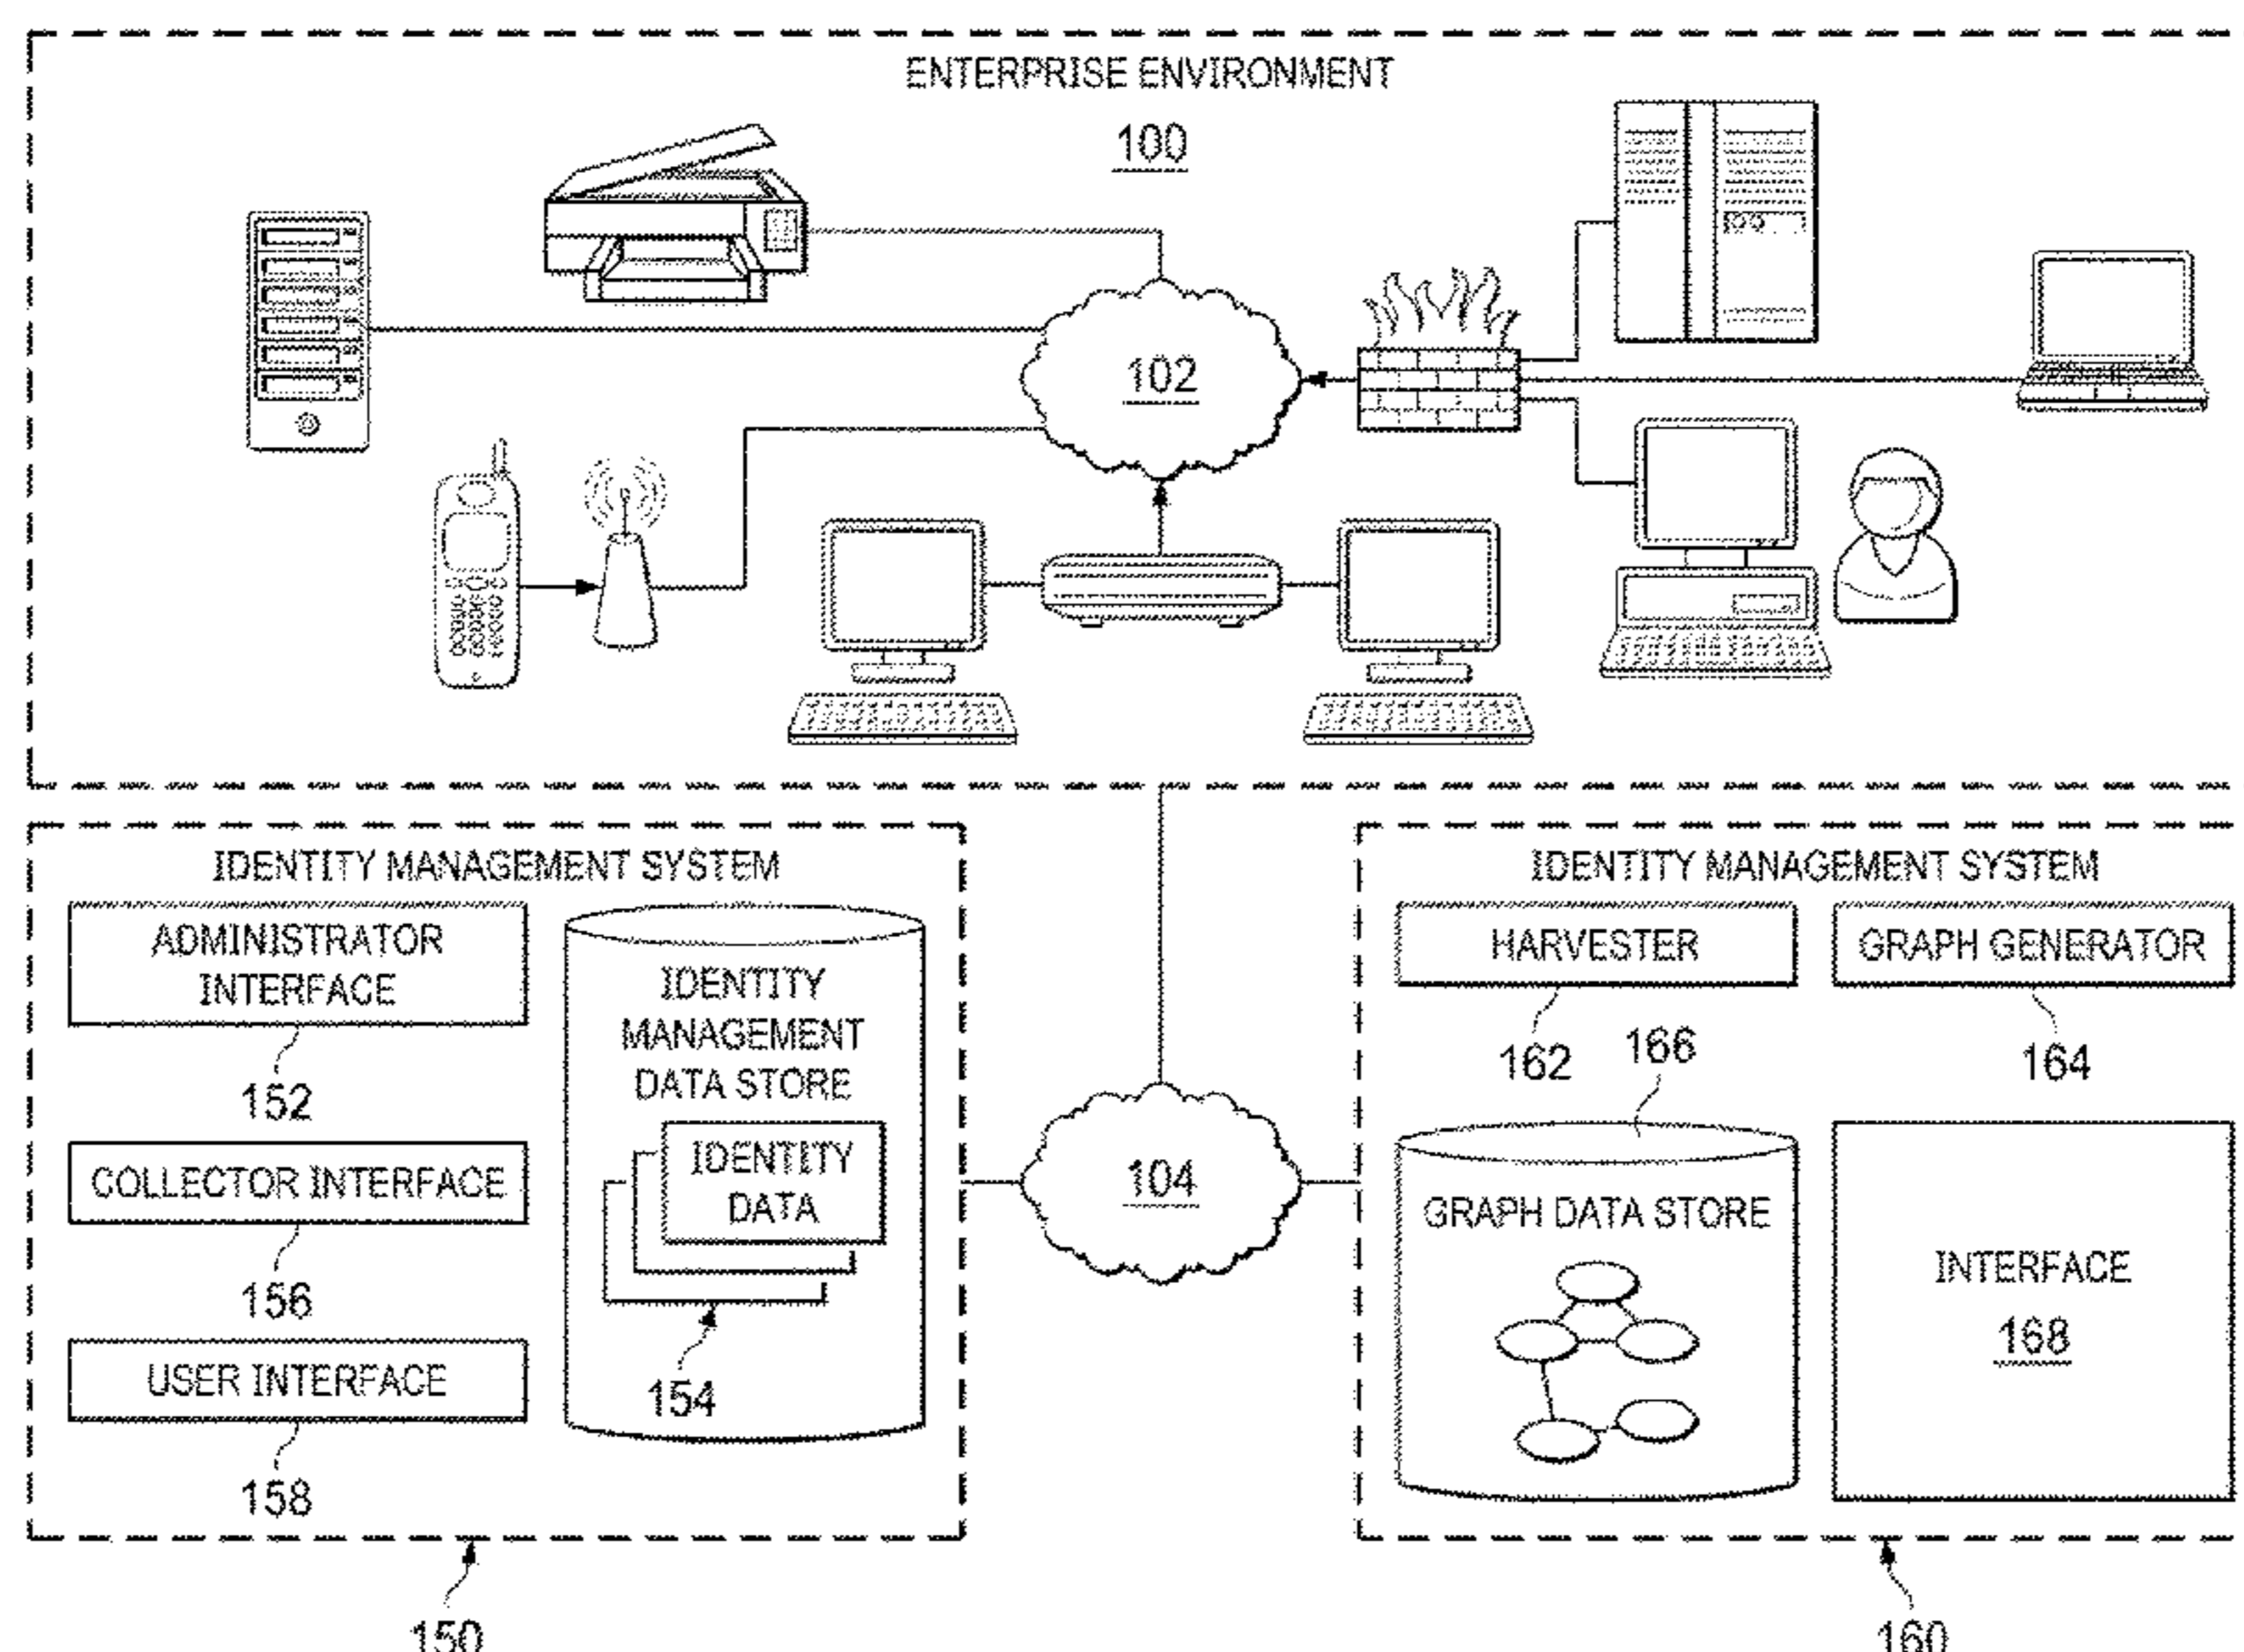 ENTERPRISE ENVIRONMENT
100
102
IDENTITY MANAGEMENT SYSTEM
ADMINISTRATOR
INTERFACE
152
COLLECTOR INTERFACE
156
USER INTERFACE
158
IDENTITY
MANAGEMENT
DATA STORE
IDENTITY
DATA
154
150
104
IDENTITY MANAGEMENT SYSTEM
HARVESTER
162
GRAPH GENERATOR
164
166
GRAPH DATA STORE
INTERFACE
168
160